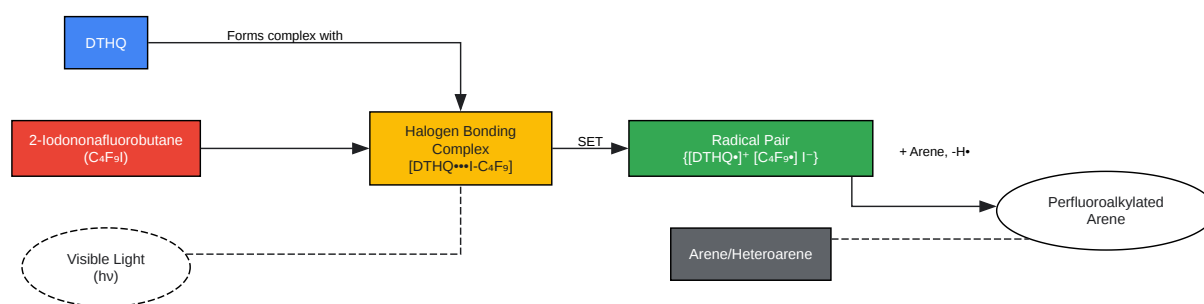 DTHQ
Forms complex with
2-Iodononafluorobutane
(C₄F₉I)
Halogen Bonding
Complex
[DTHQ•••I-C₄F₉]
SET
Radical Pair
{[DTHQ•]⁺ [C₄F₉•] I⁻}
+ Arene, -H•
Perfluoroalkylated
Arene
Arene/Heteroarene
Visible Light
(hν)